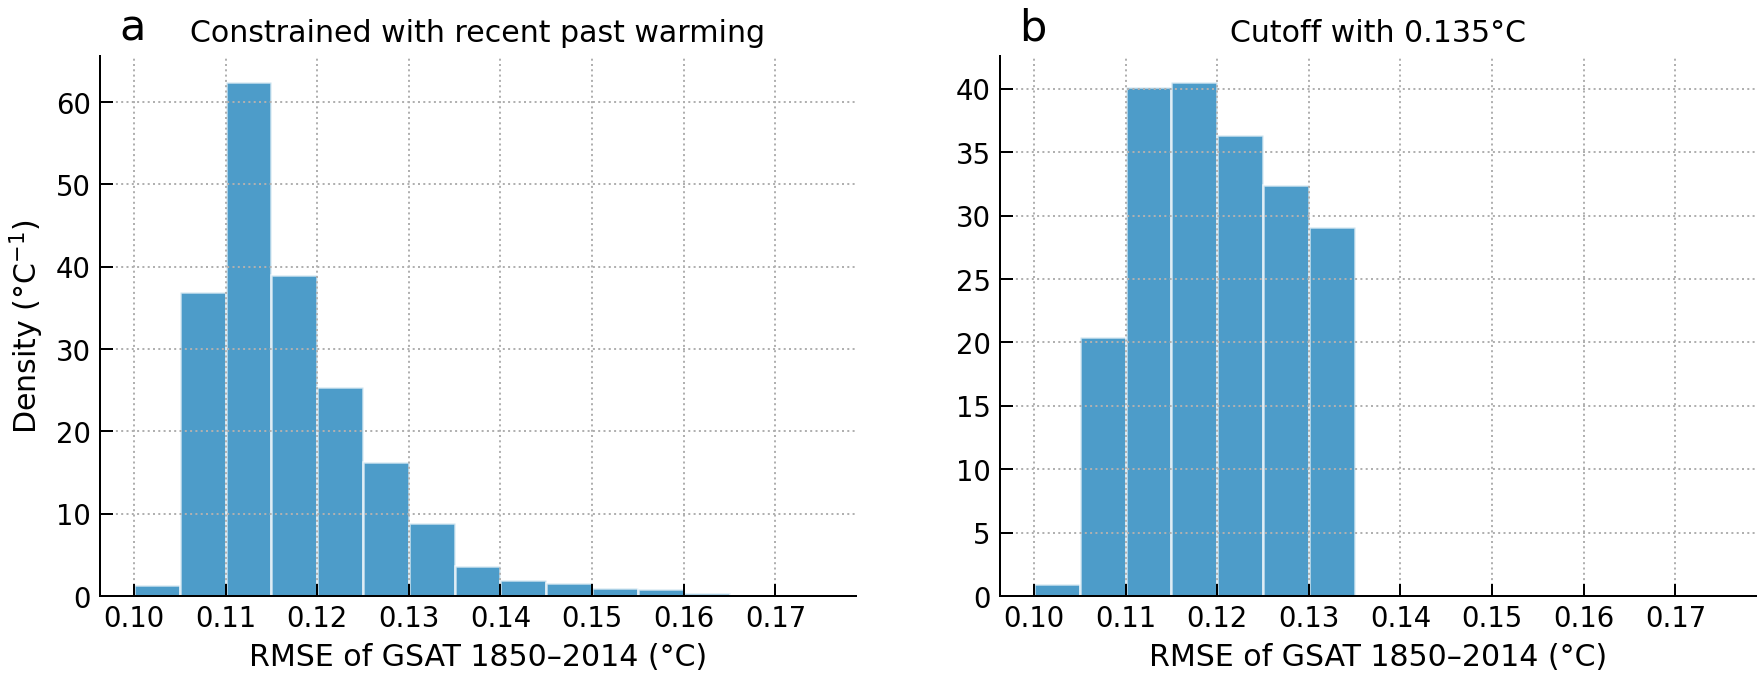 a Constrained with recent past warming
Density (°C⁻¹)
60
50
40
30
20
10
0
0.10 0.11 0.12 0.13 0.14 0.15 0.16 0.17
RMSE of GSAT 1850–2014 (°C)
b Cutoff with 0.135°C
40
35
30
25
20
15
10
5
0
0.10 0.11 0.12 0.13 0.14 0.15 0.16 0.17
RMSE of GSAT 1850–2014 (°C)